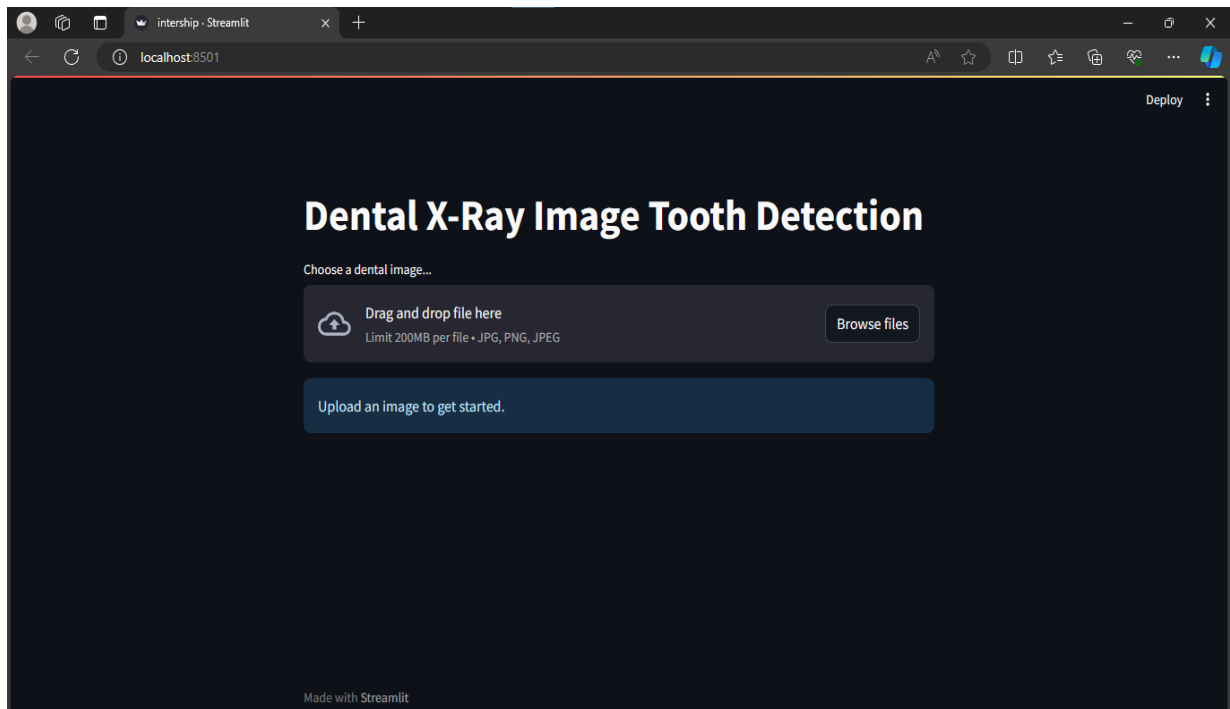 intership · Streamlit
localhost:8501
Deploy
Dental X-Ray Image Tooth Detection
Choose a dental image...
Drag and drop file here
Limit 200MB per file • JPG, PNG, JPEG
Browse files
Upload an image to get started.
Made with Streamlit